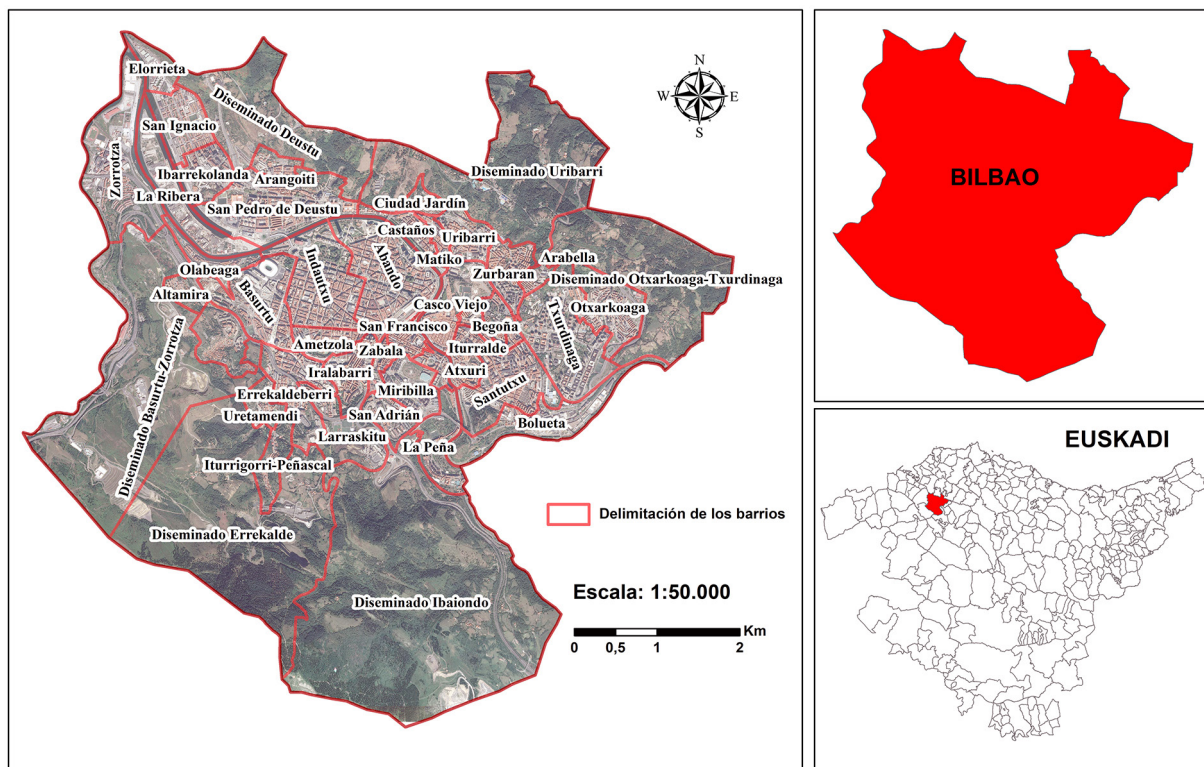 Elorrieta
N
W E
S
Diseminado Deustu
San Ignacio
Zorrotza
Ibarrekolanda
Arangoiti
Diseminado Uribarri
La Ribera
San Pedro de Deustu
Ciudad Jardín
Castaños
Uribarri
Indautxu
Abando
Matiko
Arabella
Zurbaran
Olabeaga
Basurtu
Diseminado Otxarkoaga-Txurdinaga
Altamira
Casco Viejo
Otxarkoaga
Txurdinaga
San Francisco
Begoña
Ametzola
Zabala
Iturralde
Iralabarri
Atxuri
Diseminado Basurtu-Zorrotza
Errekaldeberri
Miribilla
Santutxu
Uretamendi
San Adrián
Bolueta
Larraskitu
La Peña
Iturrigorri-Peñascal
Delimitación de los barrios
Diseminado Errekalde
Escala: 1:50.000
Diseminado Ibaiondo
Km
0 0,5 1 2
BILBAO
EUSKADI